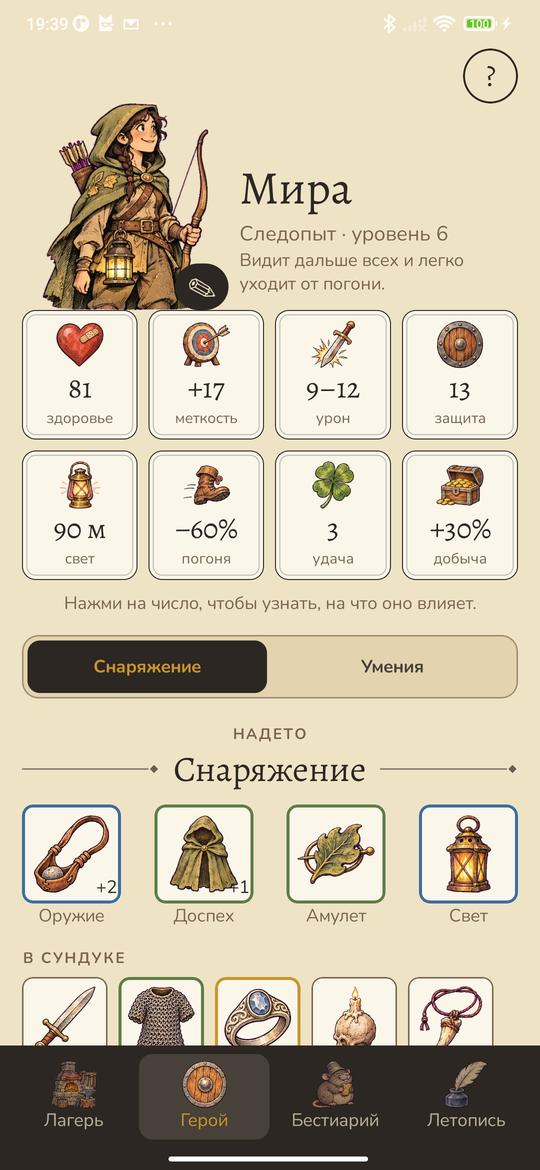 19:39
100
?
Мира
Следопыт · уровень 6
Видит дальше всех и легко
уходит от погони.
81
здоровье
+17
меткость
9–12
урон
13
защита
90 м
свет
−60%
погоня
3
удача
+30%
добыча
Нажми на число, чтобы узнать, на что оно влияет.
Снаряжение
Умения
НАДЕТО
Снаряжение
+2
+1
Оружие
Доспех
Амулет
Свет
В СУНДУКЕ
Лагерь
Герой
Бестиарий
Летопись